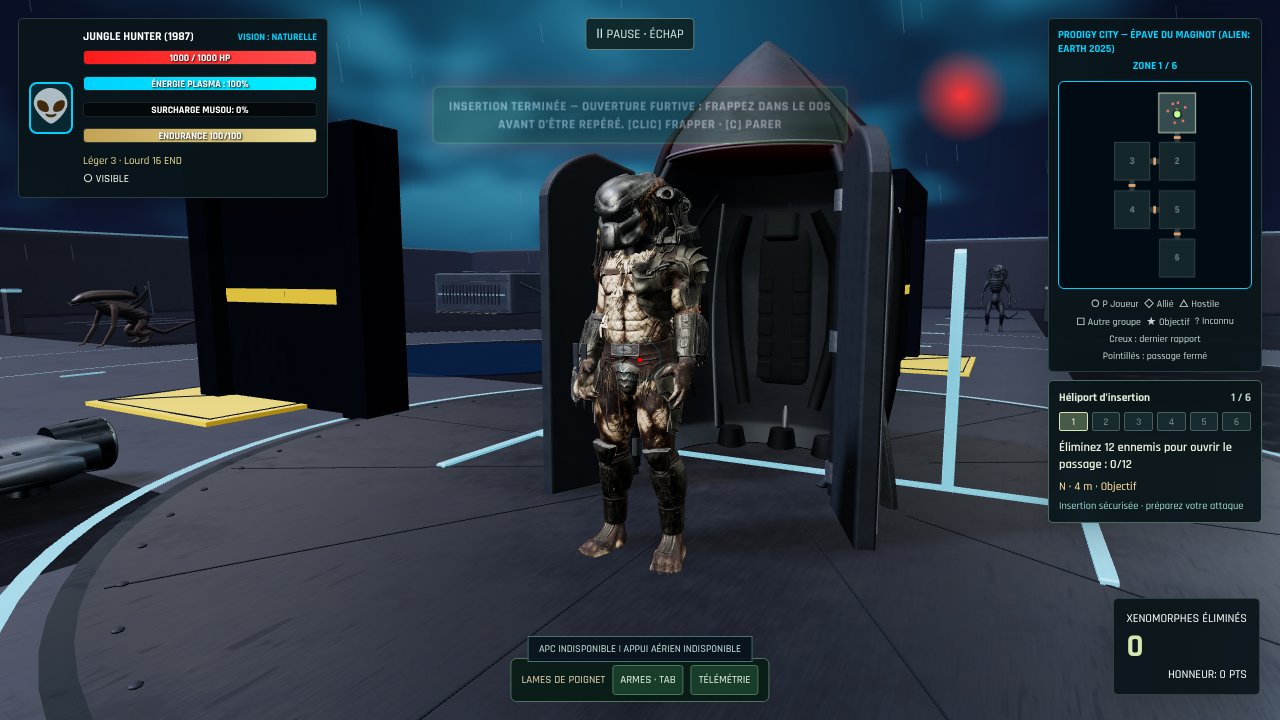 JUNGLE HUNTER (1987)
VISION : NATURELLE
1000 / 1000 HP
ÉNERGIE PLASMA : 100%
SURCHARGE MUSOU: 0%
ENDURANCE 100/100
Léger 3 · Lourd 16 END
VISIBLE
PAUSE · ÉCHAP
INSERTION TERMINÉE — OUVERTURE FURTIVE : FRAPPEZ DANS LE DOS
AVANT D'ÊTRE REPÉRÉ. [CLIC] FRAPPER · [C] PARER
PRODIGY CITY — ÉPAVE DU MAGINOT (ALIEN:
EARTH 2025)
ZONE 1 / 6
3
2
4
5
6
P Joueur
Allié
Hostile
Autre groupe
Objectif
? Inconnu
Creux : dernier rapport
Pointillés : passage fermé
Héliport d'insertion
1 / 6
1
2
3
4
5
6
Éliminez 12 ennemis pour ouvrir le
passage : 0/12
N · 4 m · Objectif
Insertion sécurisée · préparez votre attaque
XENOMORPHES ÉLIMINÉS
0
HONNEUR: 0 PTS
APC INDISPONIBLE | APPUI AÉRIEN INDISPONIBLE
LAMES DE POIGNET
ARMES · TAB
TÉLÉMÉTRIE